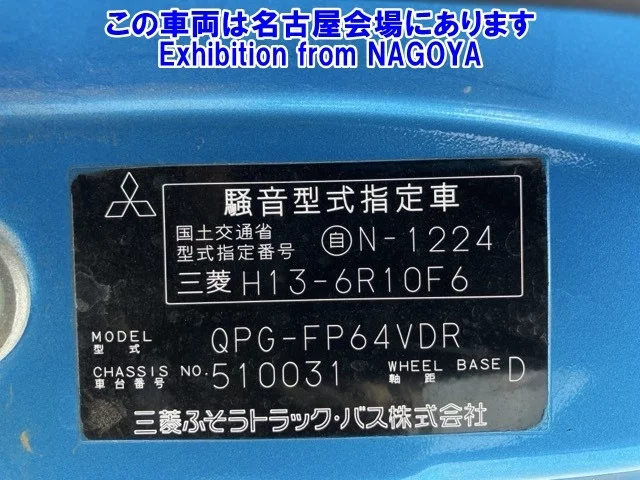 この車両は名古屋会場にあります
Exhibition from NAGOYA
騒音型式指定車
国土交通省
型式指定番号 自N-1224
三菱 H13-6R10F6
MODEL
型式 QPG-FP64VDR
CHASSIS NO.
車台番号 510031 WHEEL BASE
軸距 D
三菱ふそうトラック・バス株式会社